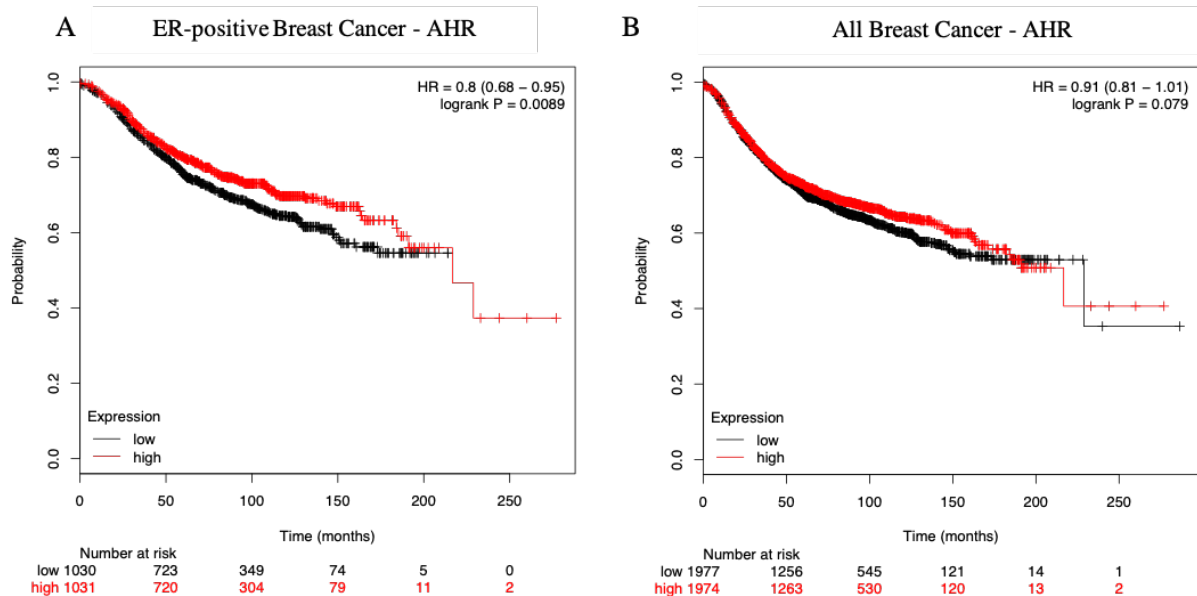 A
ER-positive Breast Cancer - AHR
HR = 0.8 (0.68 – 0.95)
logrank P = 0.0089
1.0
0.8
0.6
0.4
0.2
0.0
Probability
Expression
low
high
0 50 100 150 200 250
Time (months)
Number at risk
low 1030 723 349 74 5 0
high 1031 720 304 79 11 2
B
All Breast Cancer - AHR
HR = 0.91 (0.81 – 1.01)
logrank P = 0.079
1.0
0.8
0.6
0.4
0.2
0.0
Probability
Expression
low
high
0 50 100 150 200 250
Time (months)
Number at risk
low 1977 1256 545 121 14 1
high 1974 1263 530 120 13 2